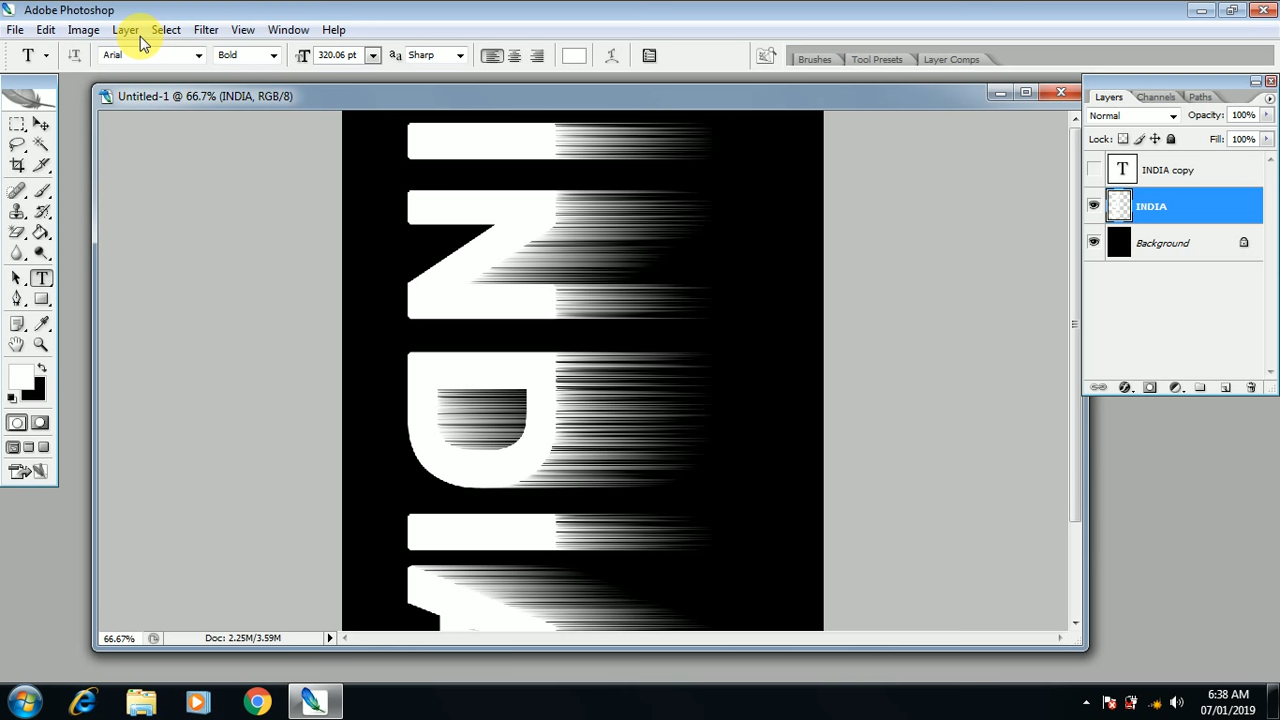 Adobe Photoshop
File Edit Image Layer Select Filter View Window Help
T Arial Bold T 320.06 pt aa Sharp Brushes Tool Presets Layer Comps
Untitled-1 @ 66.7% (INDIA, RGB/8)
Layers Channels Paths
Normal Opacity: 100%
Lock: Fill: 100%
T INDIA copy
INDIA
Background
INDIA
66.67% Doc: 2.25M/3.59M
6:38 AM
07/01/2019